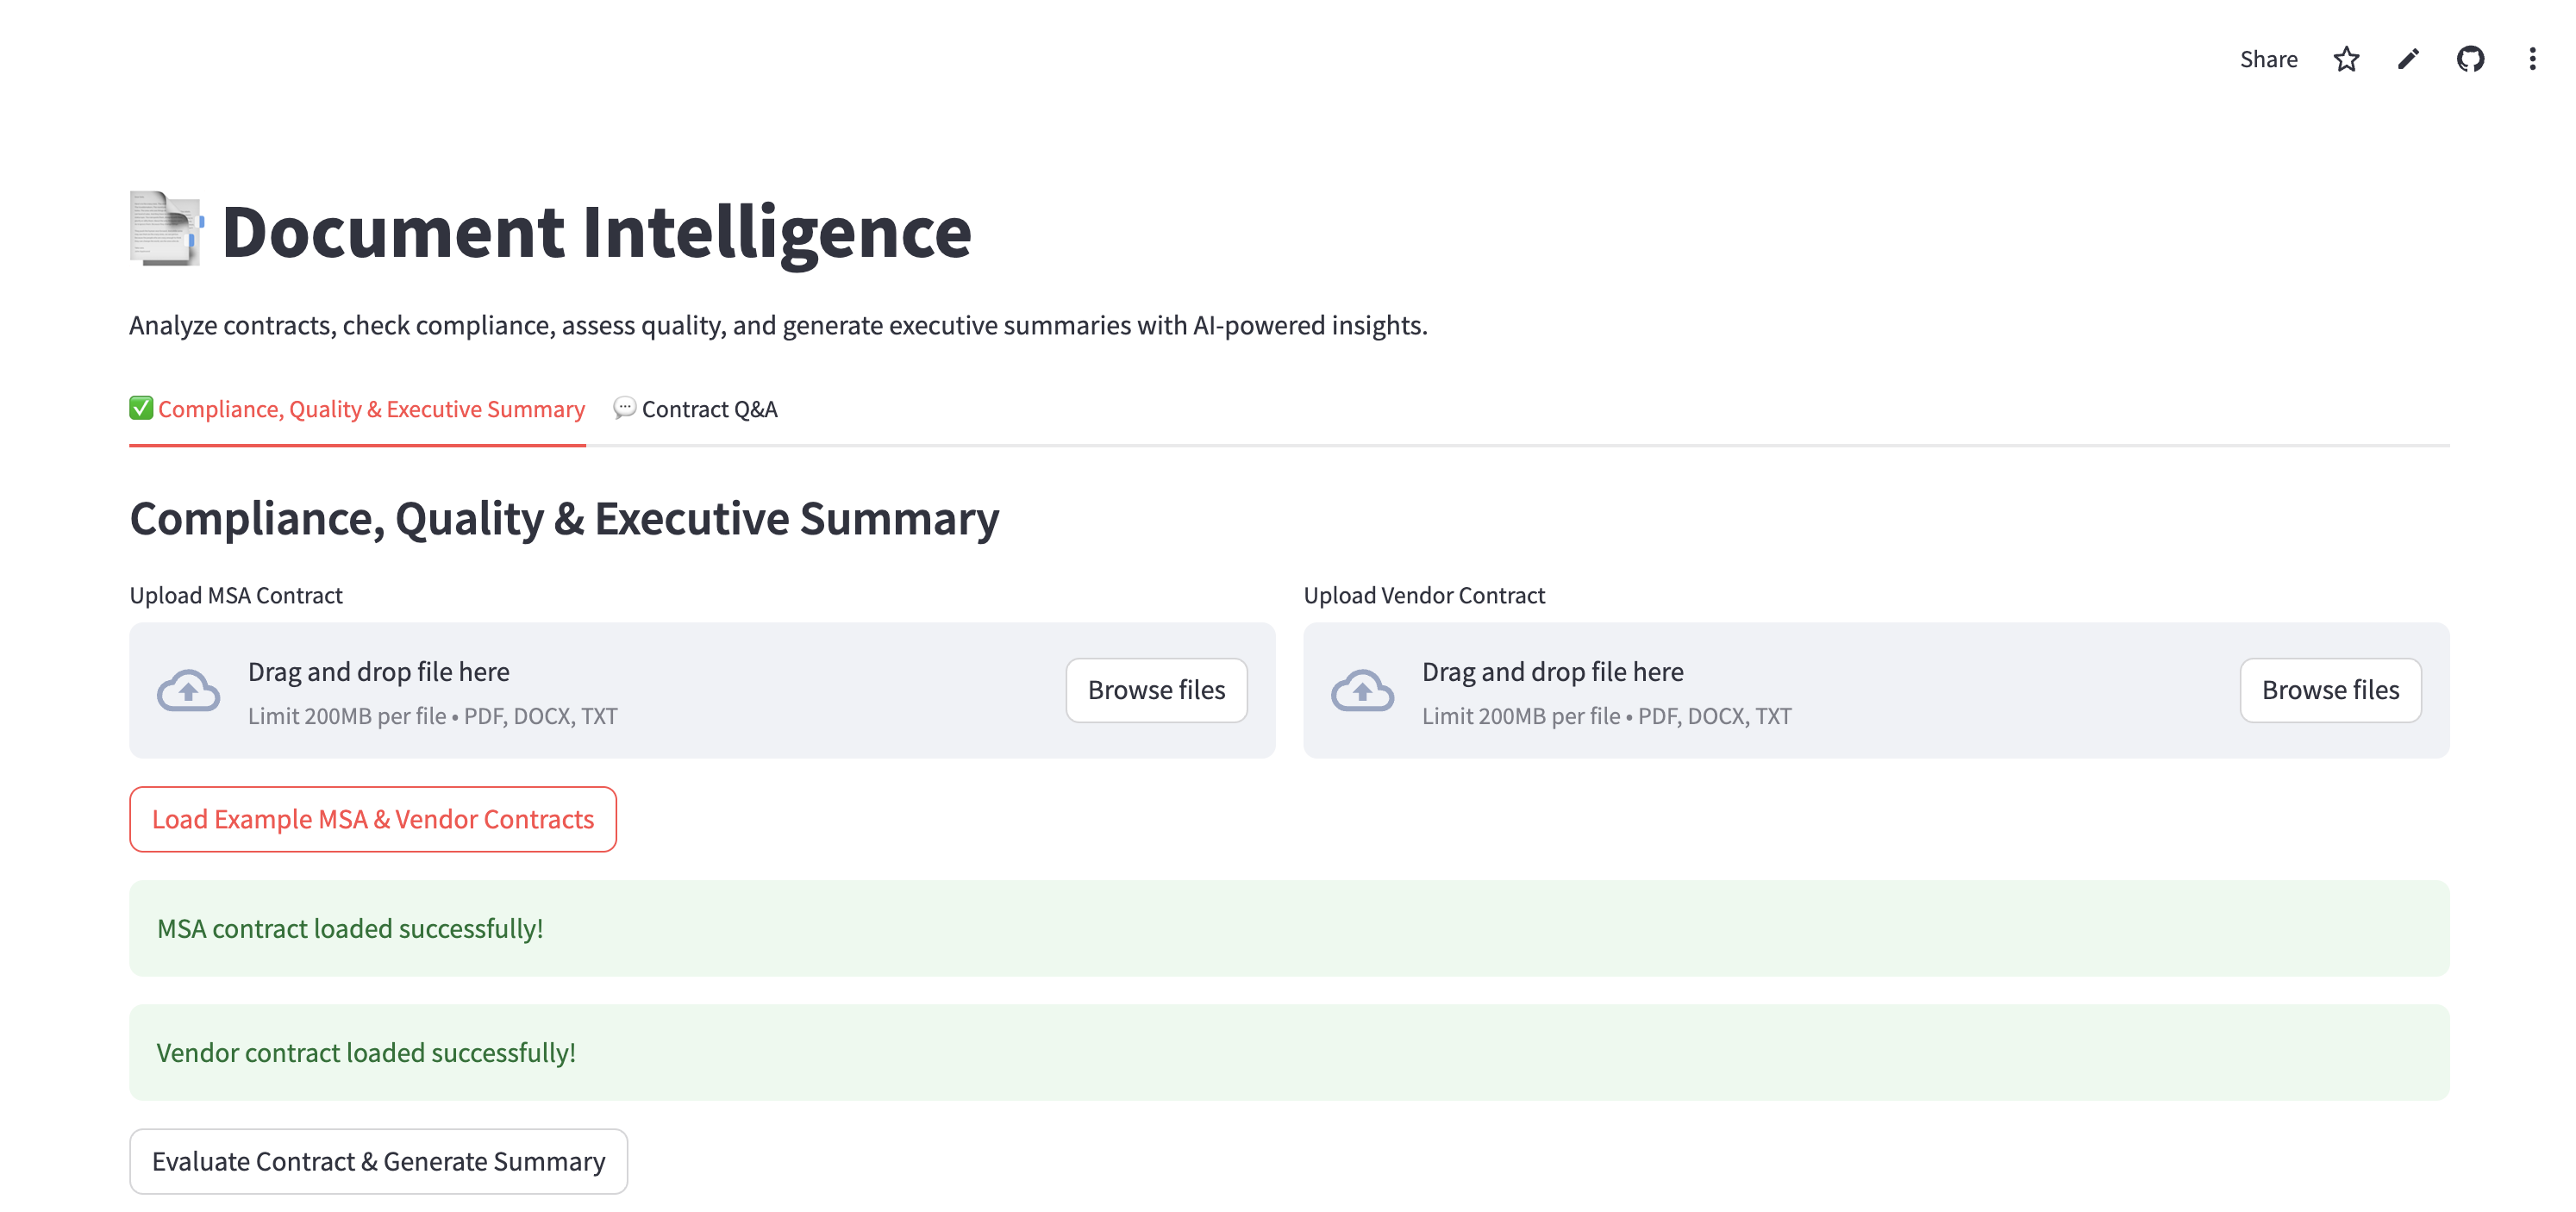 Share
Document Intelligence
Analyze contracts, check compliance, assess quality, and generate executive summaries with AI-powered insights.
Compliance, Quality & Executive Summary
Contract Q&A
Compliance, Quality & Executive Summary
Upload MSA Contract
Drag and drop file here
Limit 200MB per file • PDF, DOCX, TXT
Browse files
Upload Vendor Contract
Drag and drop file here
Limit 200MB per file • PDF, DOCX, TXT
Browse files
Load Example MSA & Vendor Contracts
MSA contract loaded successfully!
Vendor contract loaded successfully!
Evaluate Contract & Generate Summary